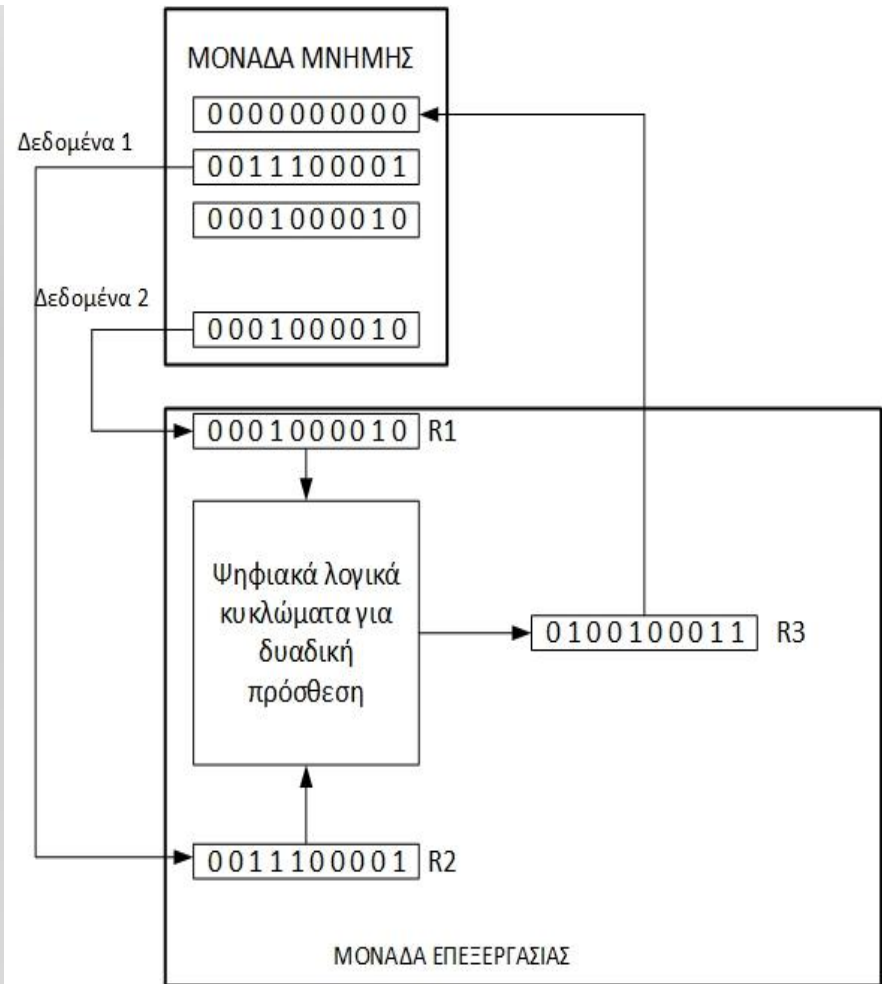 ΜΟΝΑΔΑ ΜΝΗΜΗΣ
0000000000
Δεδομένα 1
0011100001
0001000010
Δεδομένα 2
0001000010
0001000010 R1
Ψηφιακά λογικά
κυκλώματα για
δυαδική
πρόσθεση
0100100011 R3
0011100001 R2
ΜΟΝΑΔΑ ΕΠΕΞΕΡΓΑΣΙΑΣ